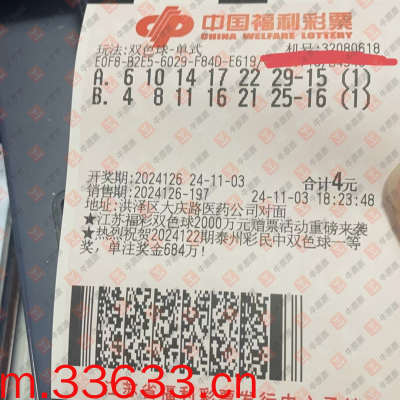 中国福利彩票
CHINA WELFARE LOTTERY
玩法:双色球-单式
机号:32080618
E0F8-B2E5-6029-F84D-E619/
A. 6 10 14 17 22 29-15 (1)
B. 4 8 11 16 21 25-16 (1)
开奖期:2024126 24-11-03
合计4元
销售期:2024126-197
24-11-03 18:23:48
地址:洪泽区大庆路医药公司对面
★江苏福彩双色球2000万元赠票活动重磅来袭
★热烈祝贺2024122期泰州彩民中双色球一等
奖,单注奖金684万!
m.33633.cn